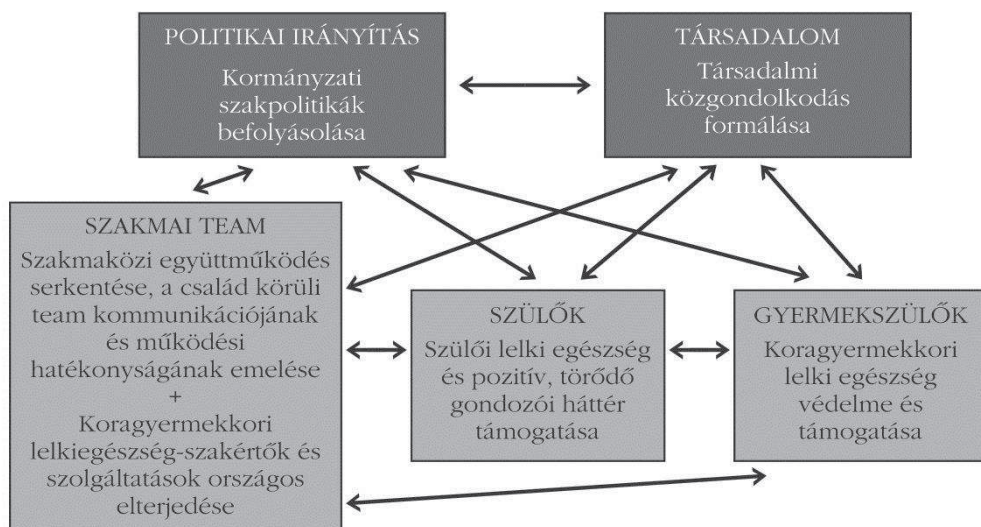 POLITIKAI IRÁNYÍTÁS
Kormányzati
szakpolitikák
befolyásolása
TÁRSADALOM
Társadalmi
közgondolkodás
formálása
SZAKMAI TEAM
Szakmaközi együttműködés
serkentése, a család körüli
team kommunikációjának
és működési
hatékonyságának emelése
+
Koragyermekkori
lelkiegészség-szakértők és
szolgáltatások országos
elterjedése
SZÜLŐK
Szülői lelki egészség
és pozitív, törődő
gondozói háttér
támogatása
GYERMEKSZÜLŐK
Koragyermekkori
lelki egészség
védelme és
támogatása